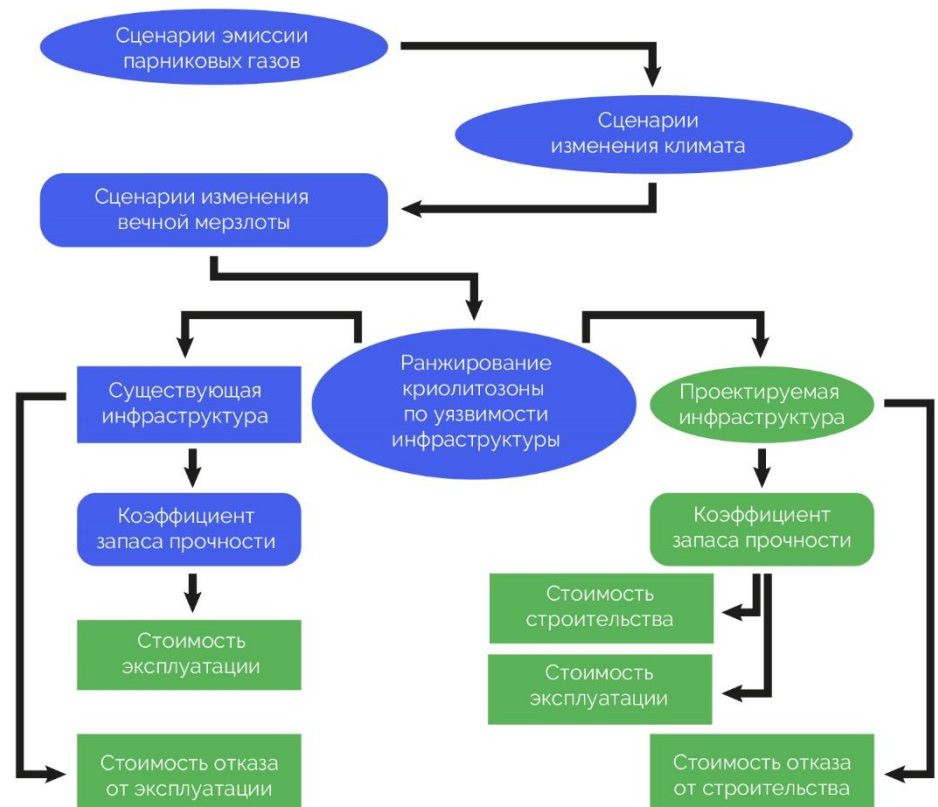 Сценарии эмиссии
парниковых газов
Сценарии
изменения климата
Сценарии изменения
вечной мерзлоты
Ранжирование
криолитозоны
по уязвимости
инфраструктуры
Существующая
инфраструктура
Проектируемая
инфраструктура
Коэффициент
запаса прочности
Коэффициент
запаса прочности
Стоимость
эксплуатации
Стоимость
строительства
Стоимость
эксплуатации
Стоимость отказа
от эксплуатации
Стоимость отказа
от строительства